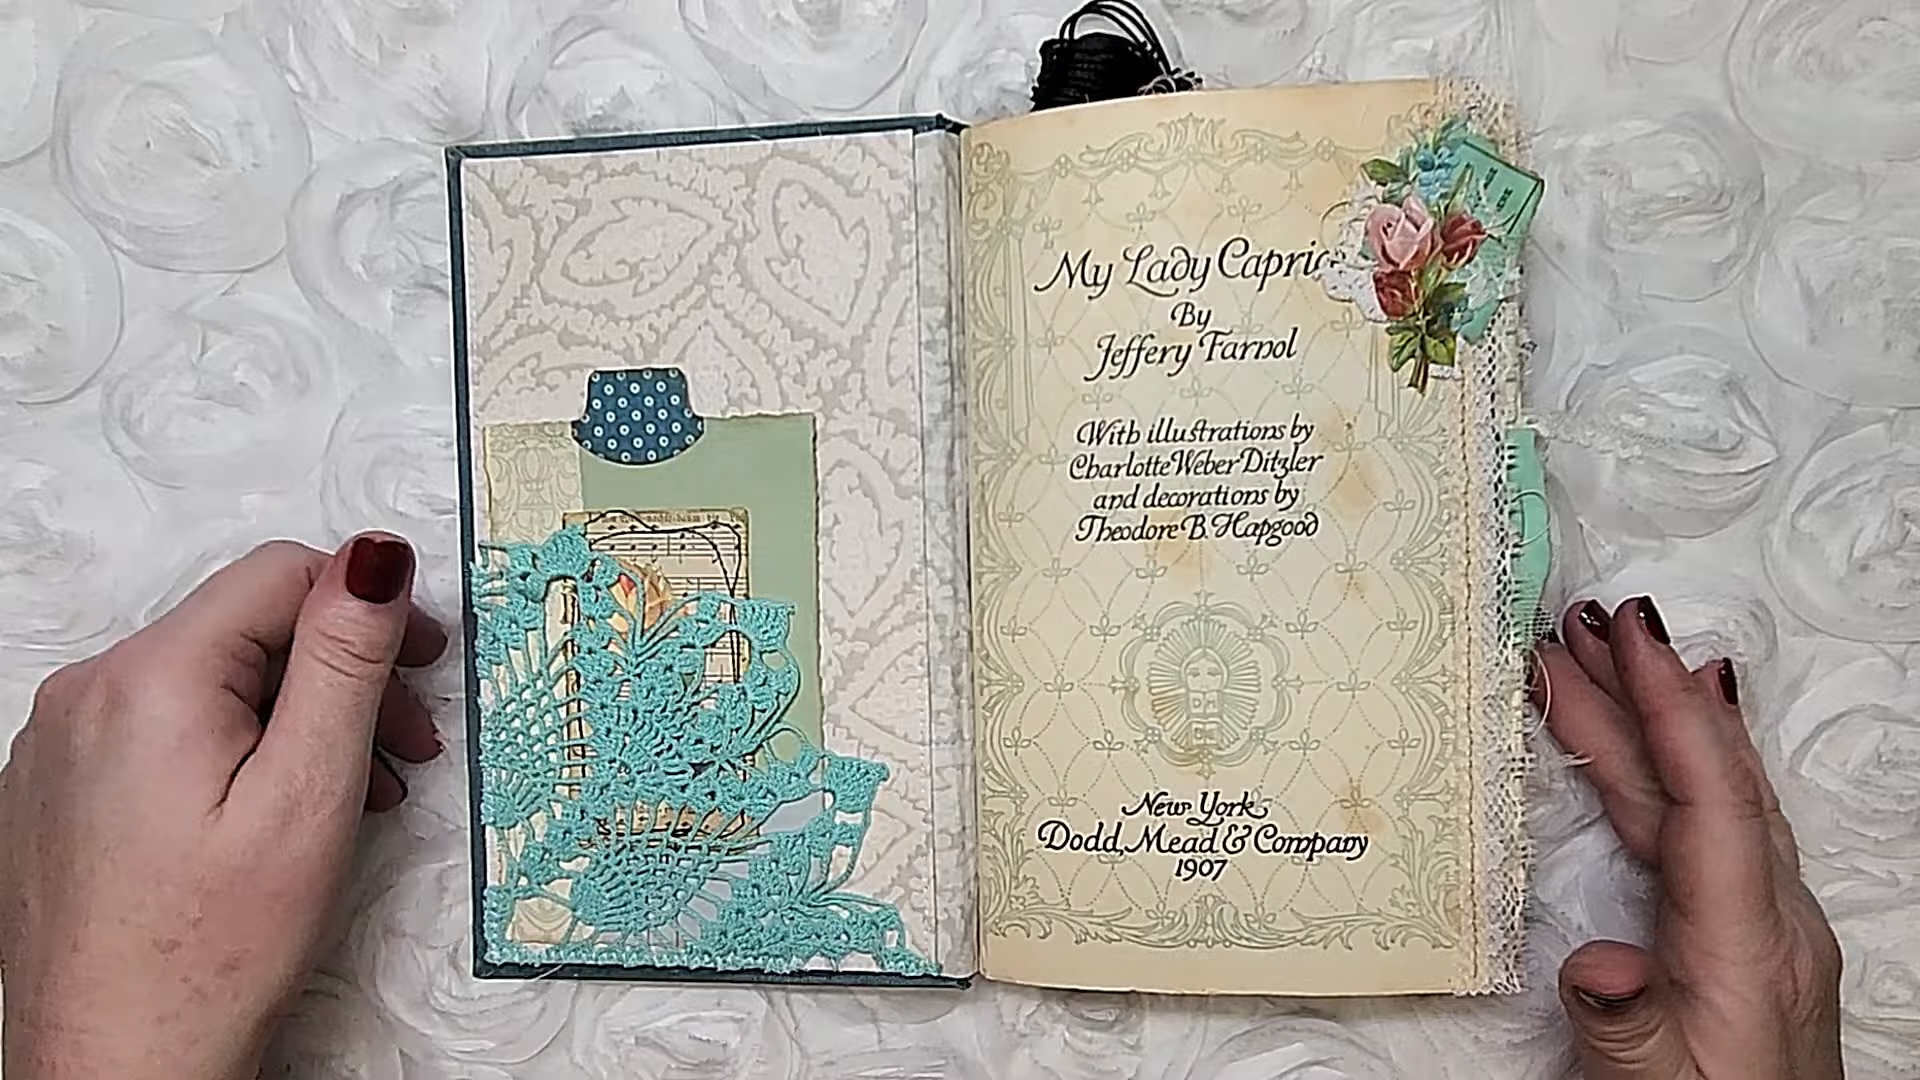 My Lady Capric
By
Jeffery Farnol
With illustrations by
Charlotte Weber Ditzler
and decorations by
Theodore B. Hapgood
New York
Dodd, Mead & Company
1907